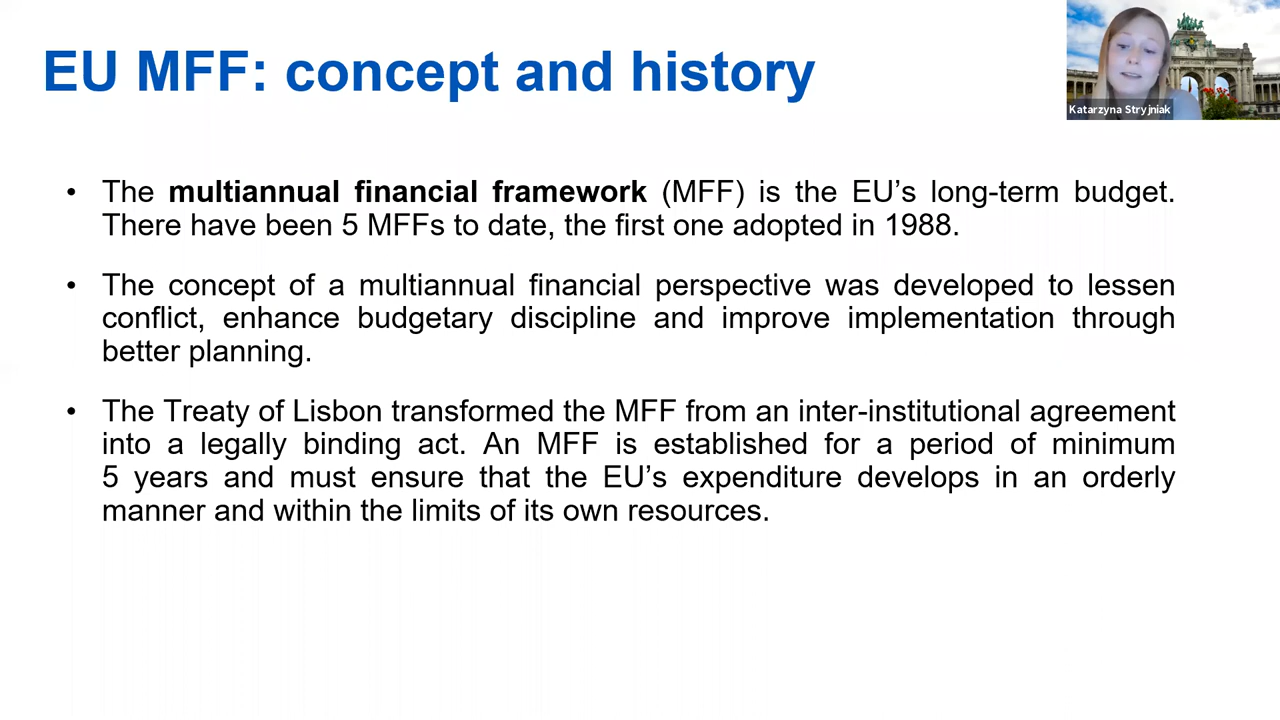 EU MFF: concept and history
Katarzyna Stryjniak
• The multiannual financial framework (MFF) is the EU’s long-term budget.
There have been 5 MFFs to date, the first one adopted in 1988.
• The concept of a multiannual financial perspective was developed to lessen
conflict, enhance budgetary discipline and improve implementation through
better planning.
• The Treaty of Lisbon transformed the MFF from an inter-institutional agreement
into a legally binding act. An MFF is established for a period of minimum
5 years and must ensure that the EU’s expenditure develops in an orderly
manner and within the limits of its own resources.